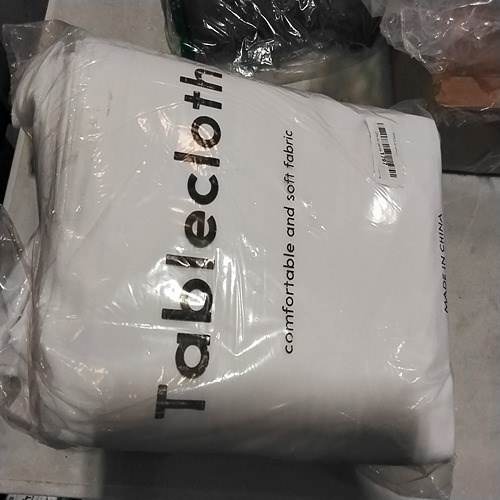 Tablecloth
comfortable and soft fabric
MADE IN CHINA